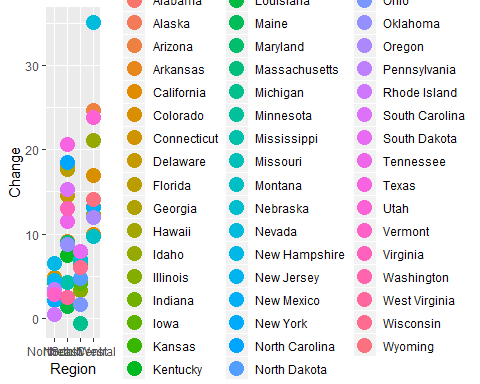 Change
30
20
10
0
Region
Alabama
Alaska
Arizona
Arkansas
California
Colorado
Connecticut
Delaware
Florida
Georgia
Hawaii
Idaho
Illinois
Indiana
Iowa
Kansas
Kentucky
Louisiana
Maine
Maryland
Massachusetts
Michigan
Minnesota
Mississippi
Missouri
Montana
Nebraska
Nevada
New Hampshire
New Jersey
New Mexico
New York
North Carolina
North Dakota
Ohio
Oklahoma
Oregon
Pennsylvania
Rhode Island
South Carolina
South Dakota
Tennessee
Texas
Utah
Vermont
Virginia
Washington
West Virginia
Wisconsin
Wyoming